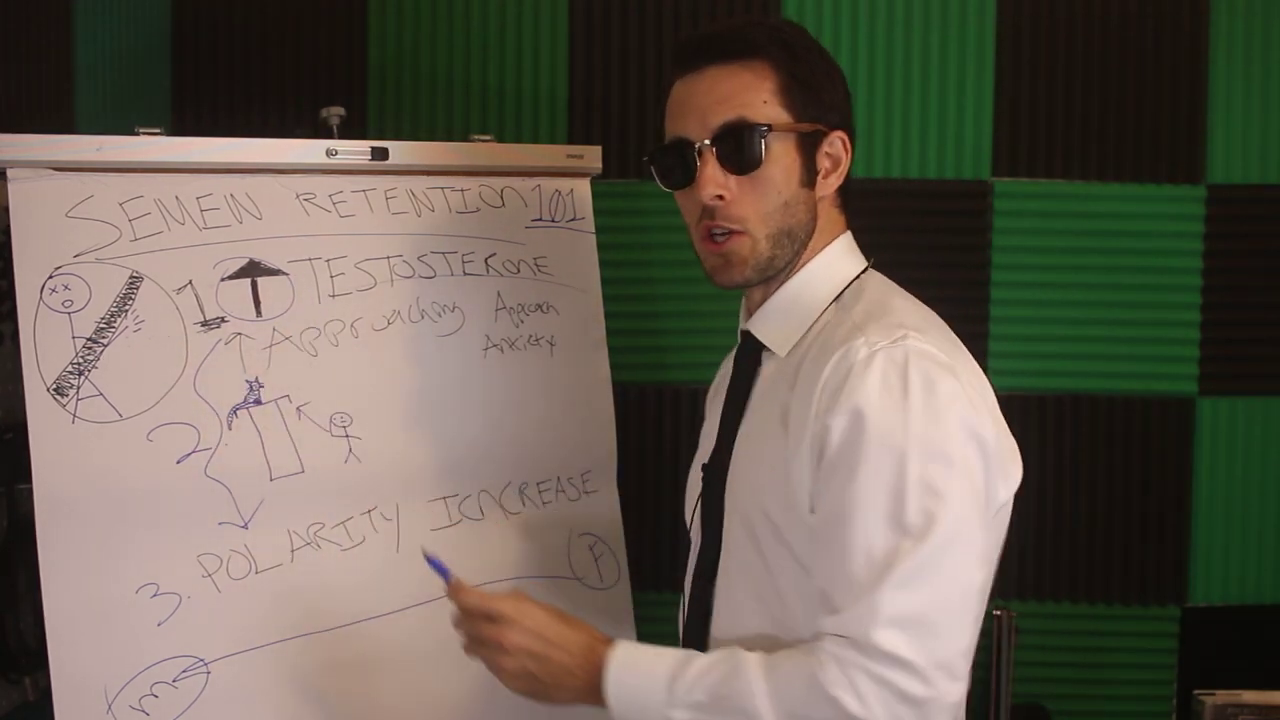 SEMEN RETENTION 101
1 TESTOSTERONE
Approaching Approach
Anxiety
2
3. POLARITY INCREASE
F
m